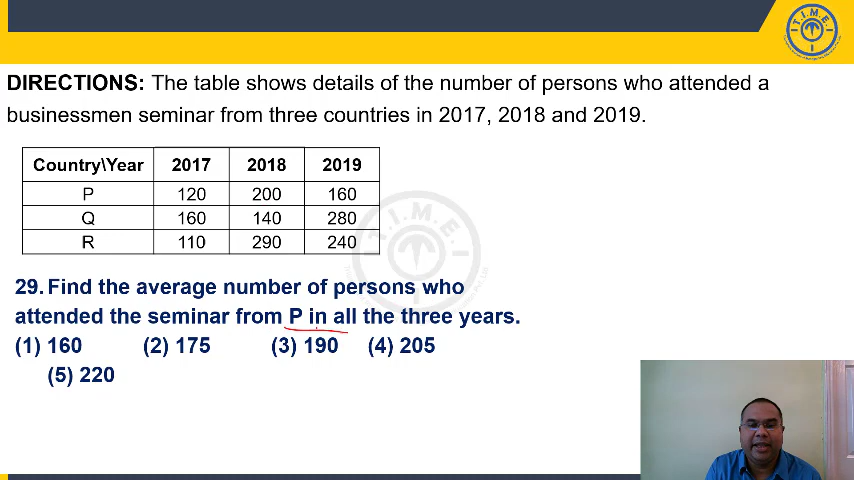 T.I.M.E.
DIRECTIONS: The table shows details of the number of persons who attended a
businessmen seminar from three countries in 2017, 2018 and 2019.
Country\Year 2017 2018 2019
P 120 200 160
Q 160 140 280
R 110 290 240
T.I.M.E.
29. Find the average number of persons who
attended the seminar from P in all the three years.
(1) 160 (2) 175 (3) 190 (4) 205
(5) 220